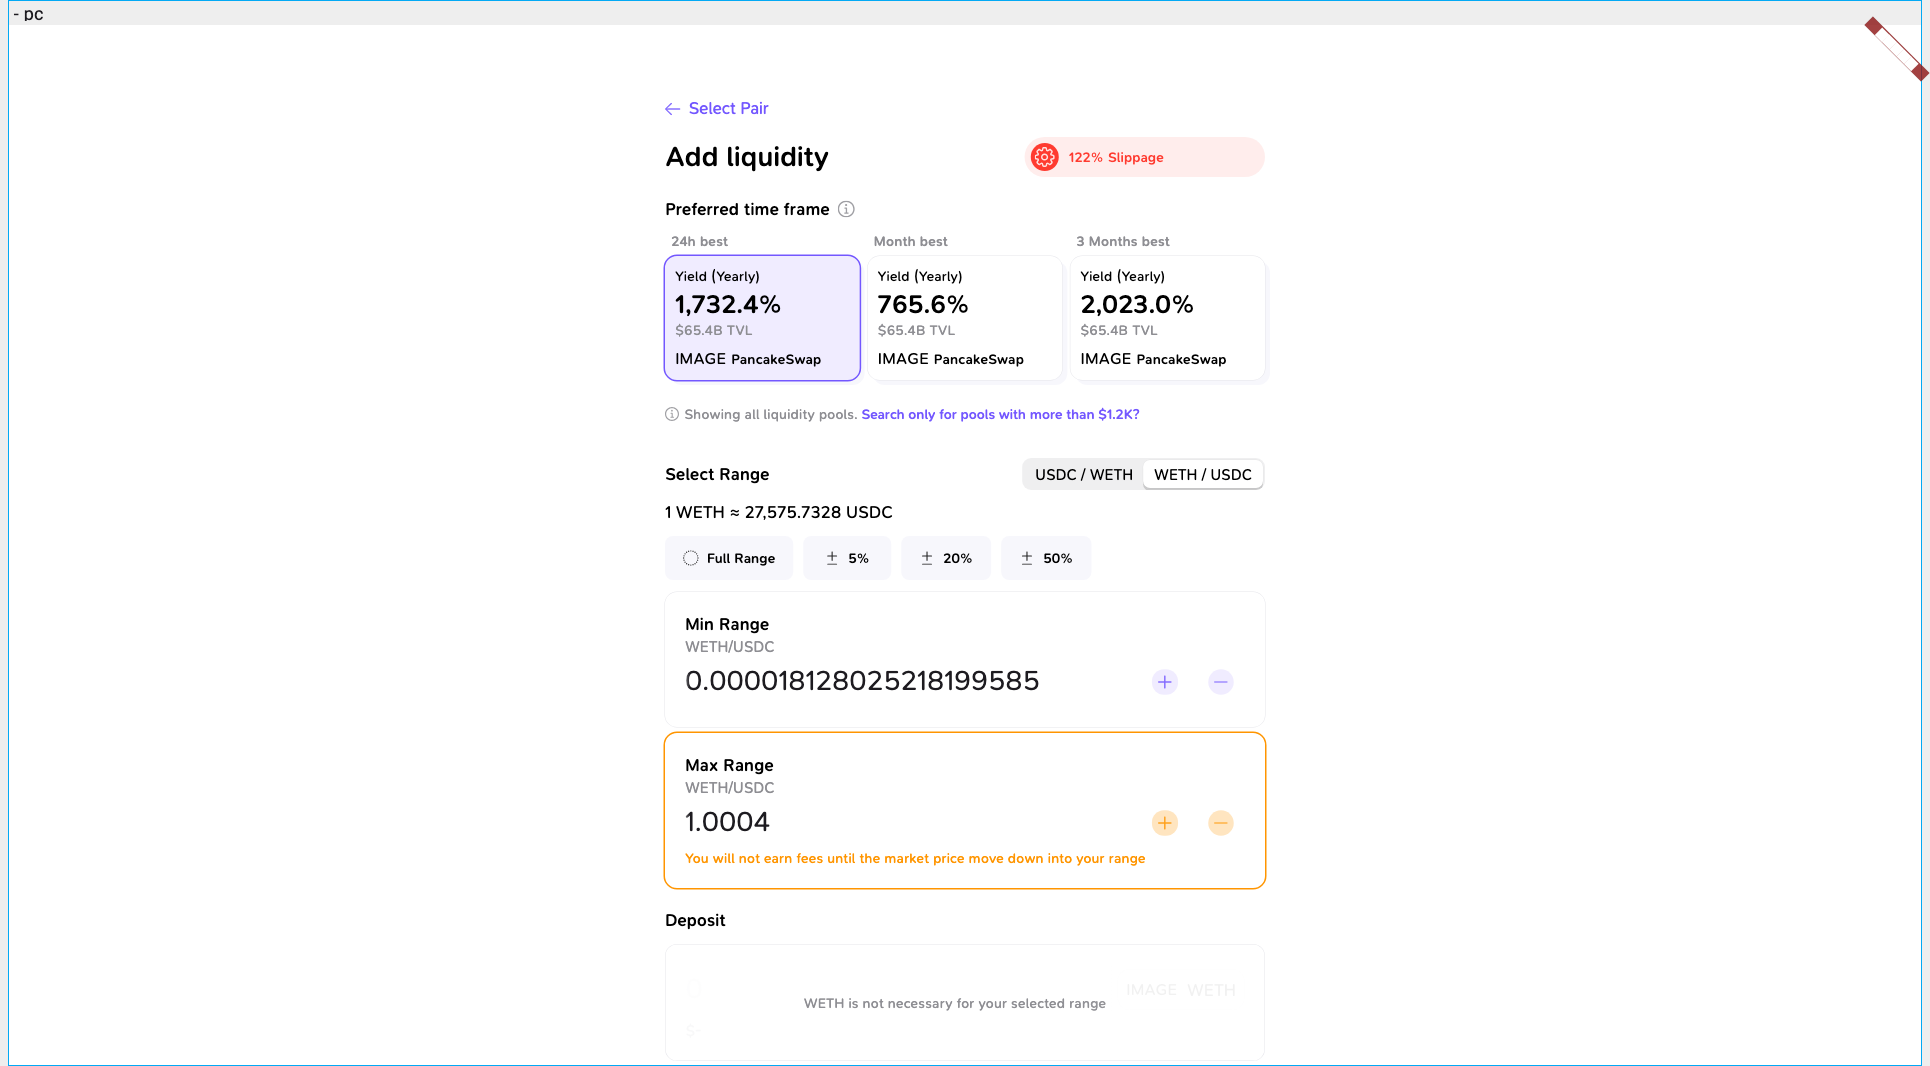 - pc
Select Pair
Add liquidity
122% Slippage
Preferred time frame
24h best
Month best
3 Months best
Yield (Yearly)
1,732.4%
$65.4B TVL
IMAGE PancakeSwap
Yield (Yearly)
765.6%
$65.4B TVL
IMAGE PancakeSwap
Yield (Yearly)
2,023.0%
$65.4B TVL
IMAGE PancakeSwap
Showing all liquidity pools. Search only for pools with more than $1.2K?
Select Range
USDC / WETH
WETH / USDC
1 WETH ≈ 27,575.7328 USDC
Full Range
± 5%
± 20%
± 50%
Min Range
WETH/USDC
0.000018128025218199585
Max Range
WETH/USDC
1.0004
You will not earn fees until the market price move down into your range
Deposit
IMAGE WETH
WETH is not necessary for your selected range